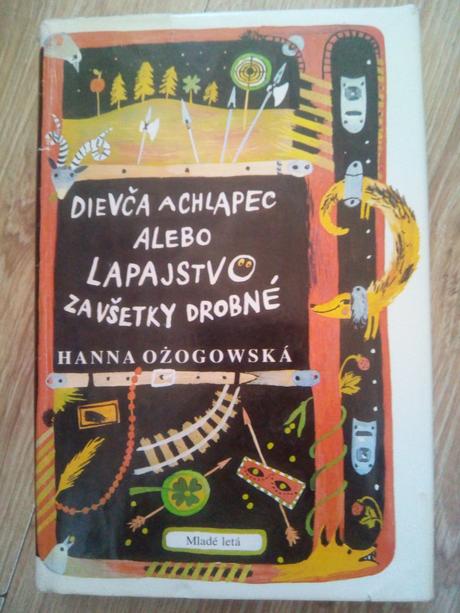 DIEVČA A CHLAPEC
ALEBO
LAPAJSTVO
ZA VŠETKY DROBNÉ
HANNA OŻOGOWSKÁ
Mladé letá